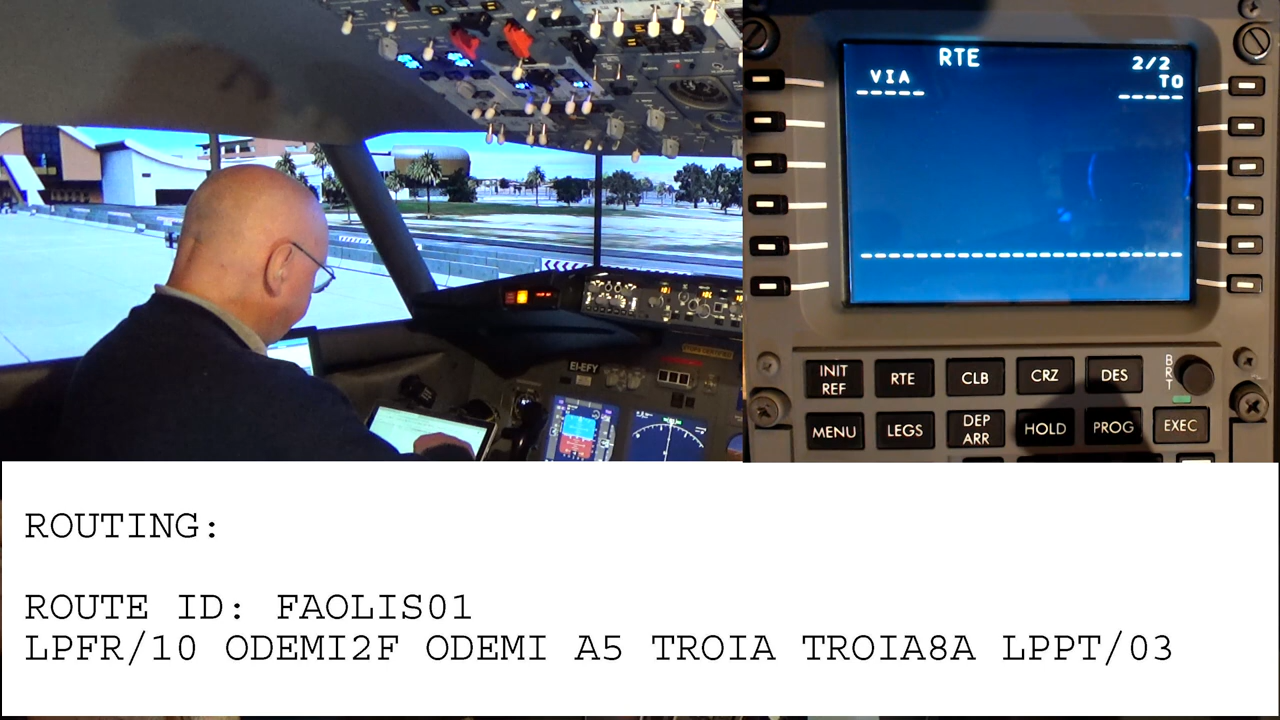 RTE 2/2
VIA TO
-----  -----
--------------------
EI-EFY
INIT REF
RTE
CLB
CRZ
DES
BRT
MENU
LEGS
DEP ARR
HOLD
PROG
EXEC
ROUTING:
ROUTE ID: FAOLIS01
LPFR/10 ODEMI2F ODEMI A5 TROIA TROIA8A LPPT/03